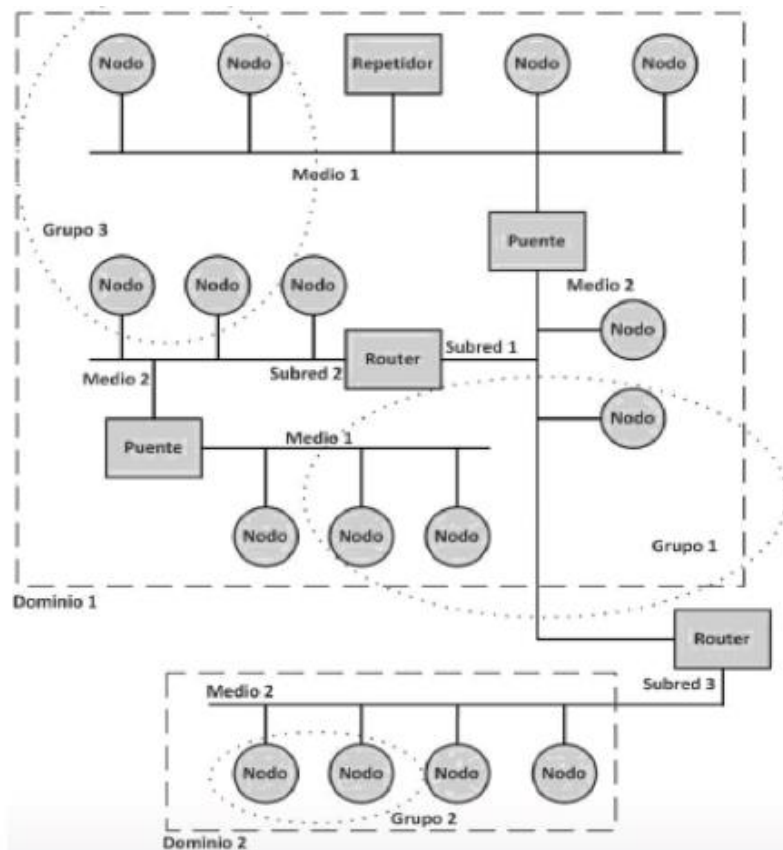 Nodo
Nodo
Repetidor
Nodo
Nodo
Medio 1
Grupo 3
Puente
Nodo
Nodo
Nodo
Medio 2
Nodo
Router
Subred 1
Medio 2
Subred 2
Nodo
Puente
Medio 1
Nodo
Nodo
Nodo
Grupo 1
Dominio 1
Router
Subred 3
Medio 2
Nodo
Nodo
Nodo
Nodo
Grupo 2
Dominio 2